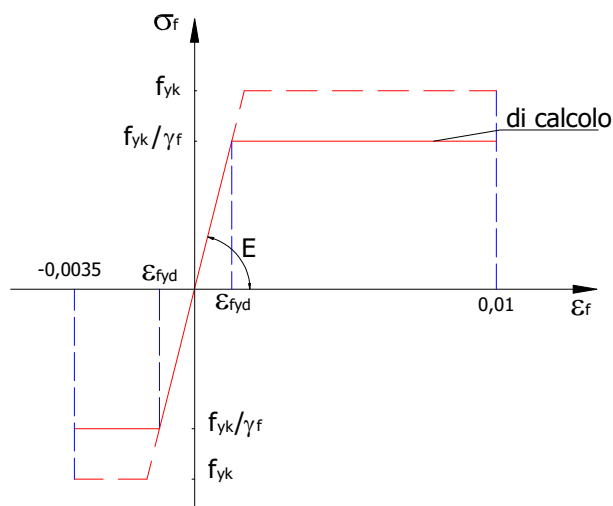 σf
fyk
di calcolo
fyk/γf
E
-0,0035
εfyd
εfyd
0,01
εf
fyk/γf
fyk